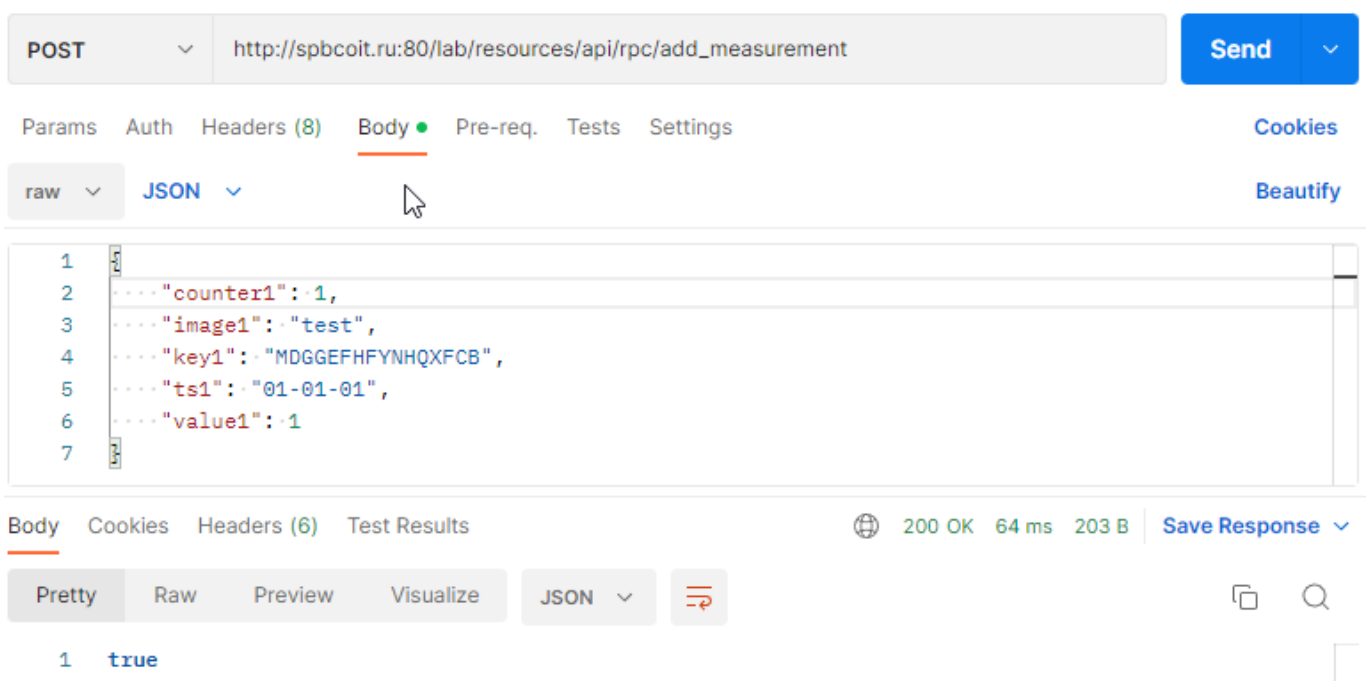 POST http://spbcoit.ru:80/lab/resources/api/rpc/add_measurement Send
Params Auth Headers (8) Body Pre-req. Tests Settings Cookies
raw JSON Beautify
1 {
2 "counter1": 1,
3 "image1": "test",
4 "key1": "MDGGEFHFYNHQXFCB",
5 "ts1": "01-01-01",
6 "value1": 1
7 }
Body Cookies Headers (6) Test Results 200 OK 64 ms 203 B Save Response
Pretty Raw Preview Visualize JSON
1 true